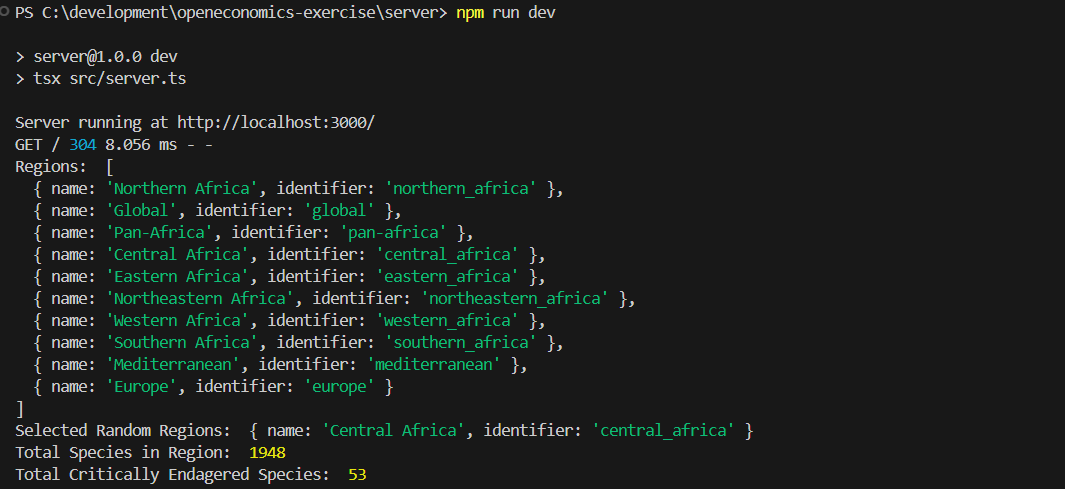 PS C:\development\openeconomics-exercise\server> npm run dev
> server@1.0.0 dev
> tsx src/server.ts
Server running at http://localhost:3000/
GET / 304 8.056 ms - -
Regions:  [
  { name: 'Northern Africa', identifier: 'northern_africa' },
  { name: 'Global', identifier: 'global' },
  { name: 'Pan-Africa', identifier: 'pan-africa' },
  { name: 'Central Africa', identifier: 'central_africa' },
  { name: 'Eastern Africa', identifier: 'eastern_africa' },
  { name: 'Northeastern Africa', identifier: 'northeastern_africa' },
  { name: 'Western Africa', identifier: 'western_africa' },
  { name: 'Southern Africa', identifier: 'southern_africa' },
  { name: 'Mediterranean', identifier: 'mediterranean' },
  { name: 'Europe', identifier: 'europe' }
]
Selected Random Regions:  { name: 'Central Africa', identifier: 'central_africa' }
Total Species in Region:  1948
Total Critically Endagered Species:  53